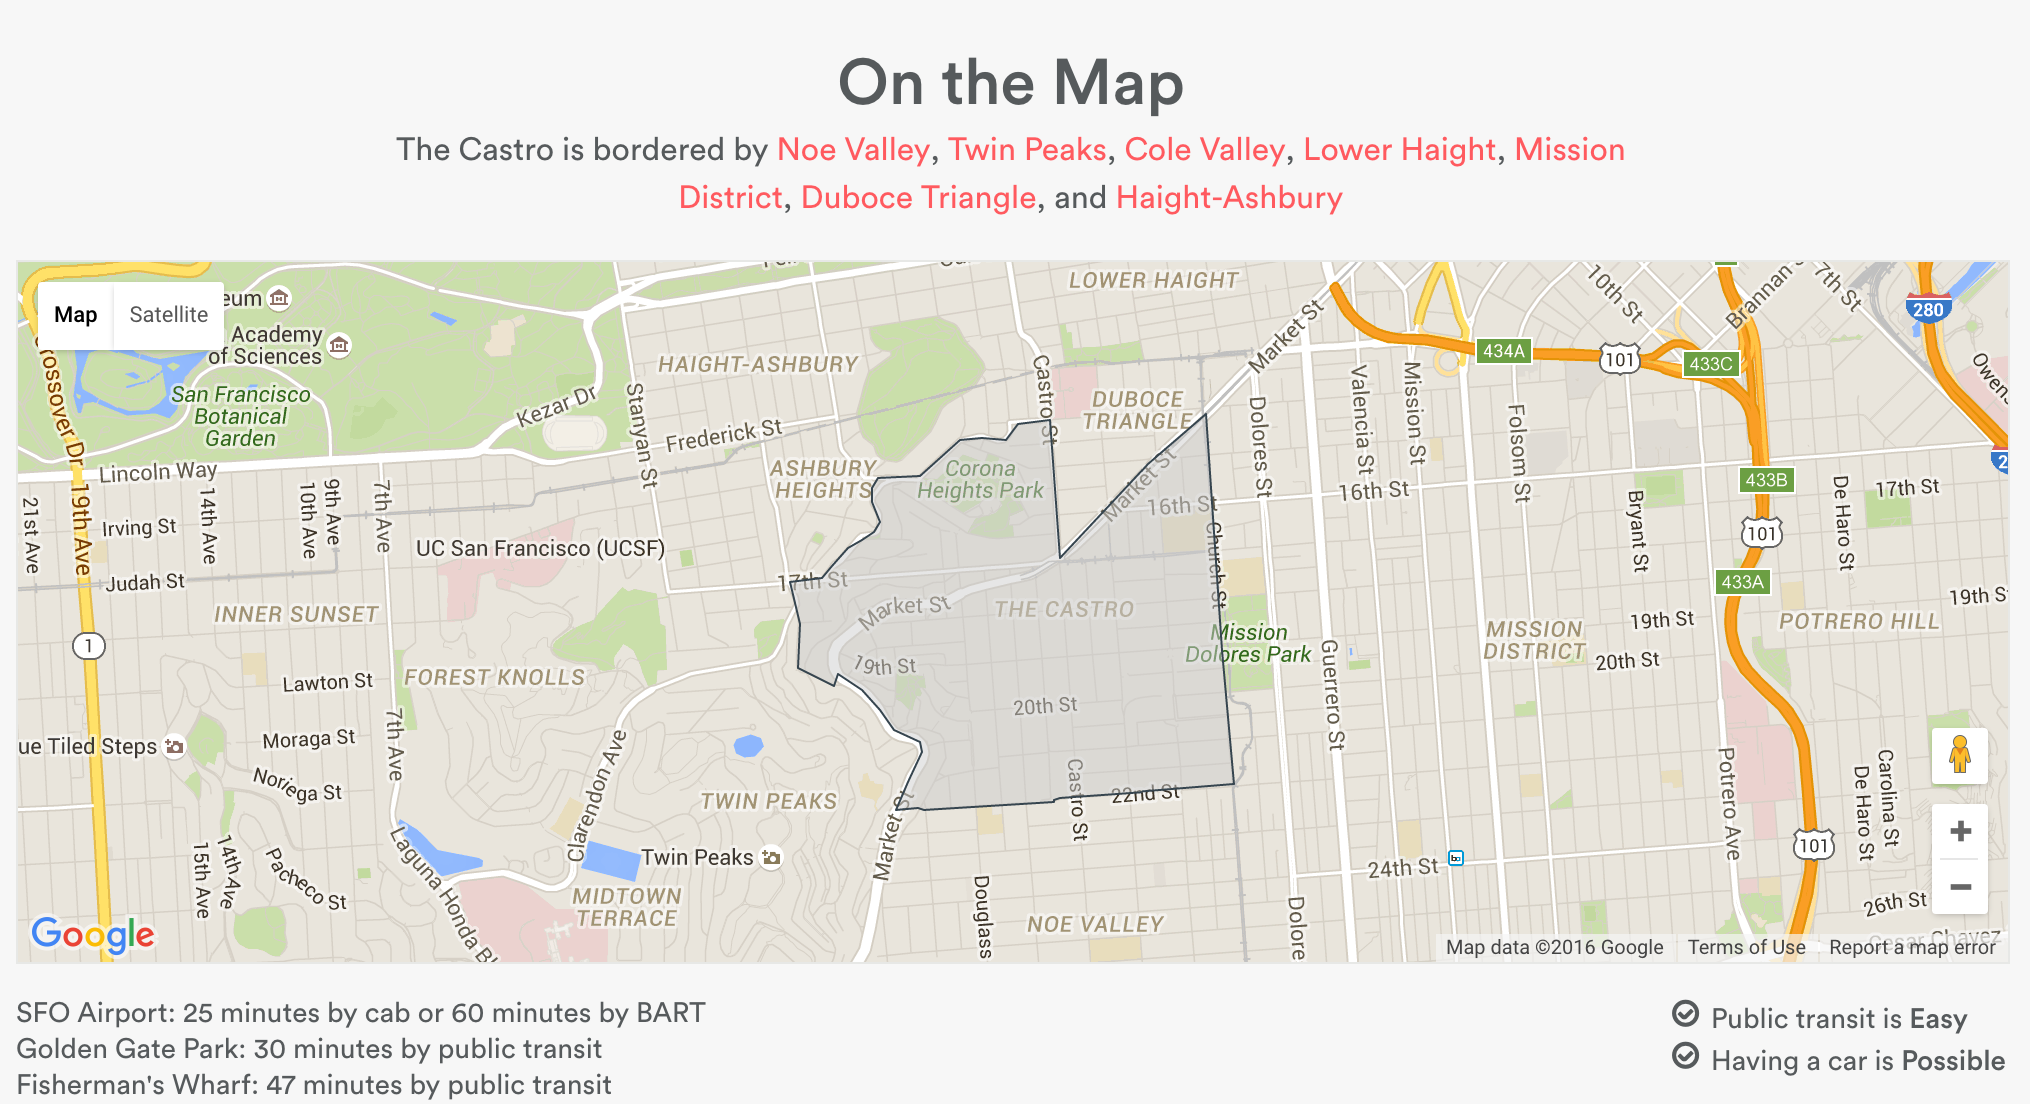 On the Map
The Castro is bordered by Noe Valley, Twin Peaks, Cole Valley, Lower Haight, Mission
District, Duboce Triangle, and Haight-Ashbury
Map
Satellite
eum
Academy
of Sciences
San Francisco
Botanical
Garden
Crossover Dr
Lincoln Way
Kezar Dr
Stanyan St
Frederick St
HAIGHT-ASHBURY
ASHBURY
HEIGHTS
Corona
Heights Park
Castro St
LOWER HAIGHT
DUBOCE
TRIANGLE
Market St
Market St
16th St
Church St
Dolores St
Valencia St
Mission St
16th St
Folsom St
434A
101
433C
10th St
Brannan S
7th St
280
Owens
2
433B
101
433A
17th St
De Haro St
Bryant St
19th St
19th S
20th St
POTRERO HILL
MISSION
DISTRICT
Mission
Dolores Park
Guerrero St
21st Ave
19th Ave
Irving St
14th Ave
10th Ave
9th Ave
7th Ave
Judah St
UC San Francisco (UCSF)
INNER SUNSET
1
Lawton St
FOREST KNOLLS
17th St
Market St
THE CASTRO
19th St
20th St
Castro St
22nd St
ue Tiled Steps
Moraga St
Noriega St
7th Ave
Clarendon Ave
TWIN PEAKS
Twin Peaks
Market St
15th Ave
14th Ave
Pacheco St
Laguna Honda Bl
MIDTOWN
TERRACE
Douglass
NOE VALLEY
Dolore
24th St
Potrero Ave
101
De Haro St
Carolina St
26th St
Cesar Chavez
+
−
Google
Map data ©2016 Google
Terms of Use
Report a map error
SFO Airport: 25 minutes by cab or 60 minutes by BART
Golden Gate Park: 30 minutes by public transit
Fisherman's Wharf: 47 minutes by public transit
Public transit is Easy
Having a car is Possible